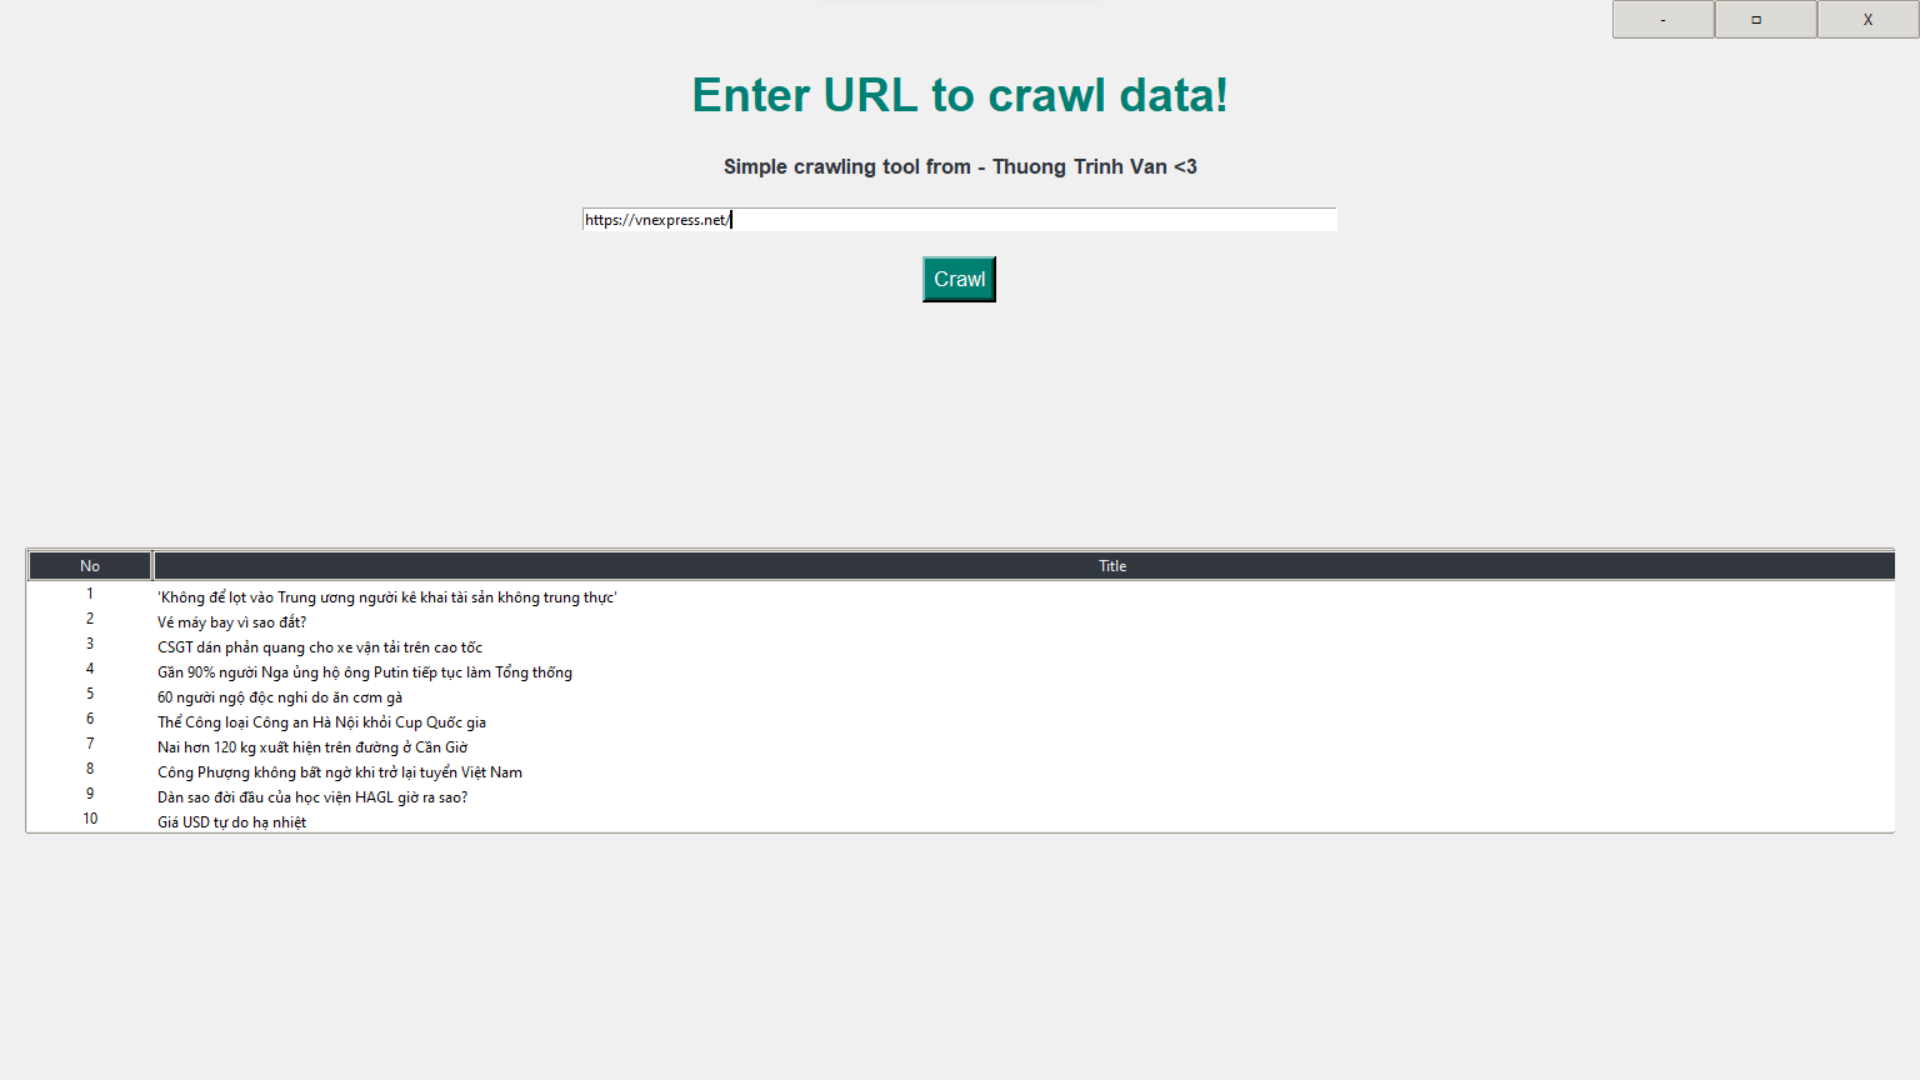 - X
Enter URL to crawl data!
Simple crawling tool from - Thuong Trinh Van <3
https://vnexpress.net/
Crawl
No Title
1 'Không để lọt vào Trung ương người kê khai tài sản không trung thực'
2 Vé máy bay vì sao đắt?
3 CSGT dán phản quang cho xe vận tải trên cao tốc
4 Gần 90% người Nga ủng hộ ông Putin tiếp tục làm Tổng thống
5 60 người ngộ độc nghi do ăn cơm gà
6 Thể Công loại Công an Hà Nội khỏi Cup Quốc gia
7 Nai hơn 120 kg xuất hiện trên đường ở Cần Giờ
8 Công Phượng không bất ngờ khi trở lại tuyển Việt Nam
9 Dàn sao đời đầu của học viện HAGL giờ ra sao?
10 Giá USD tự do hạ nhiệt